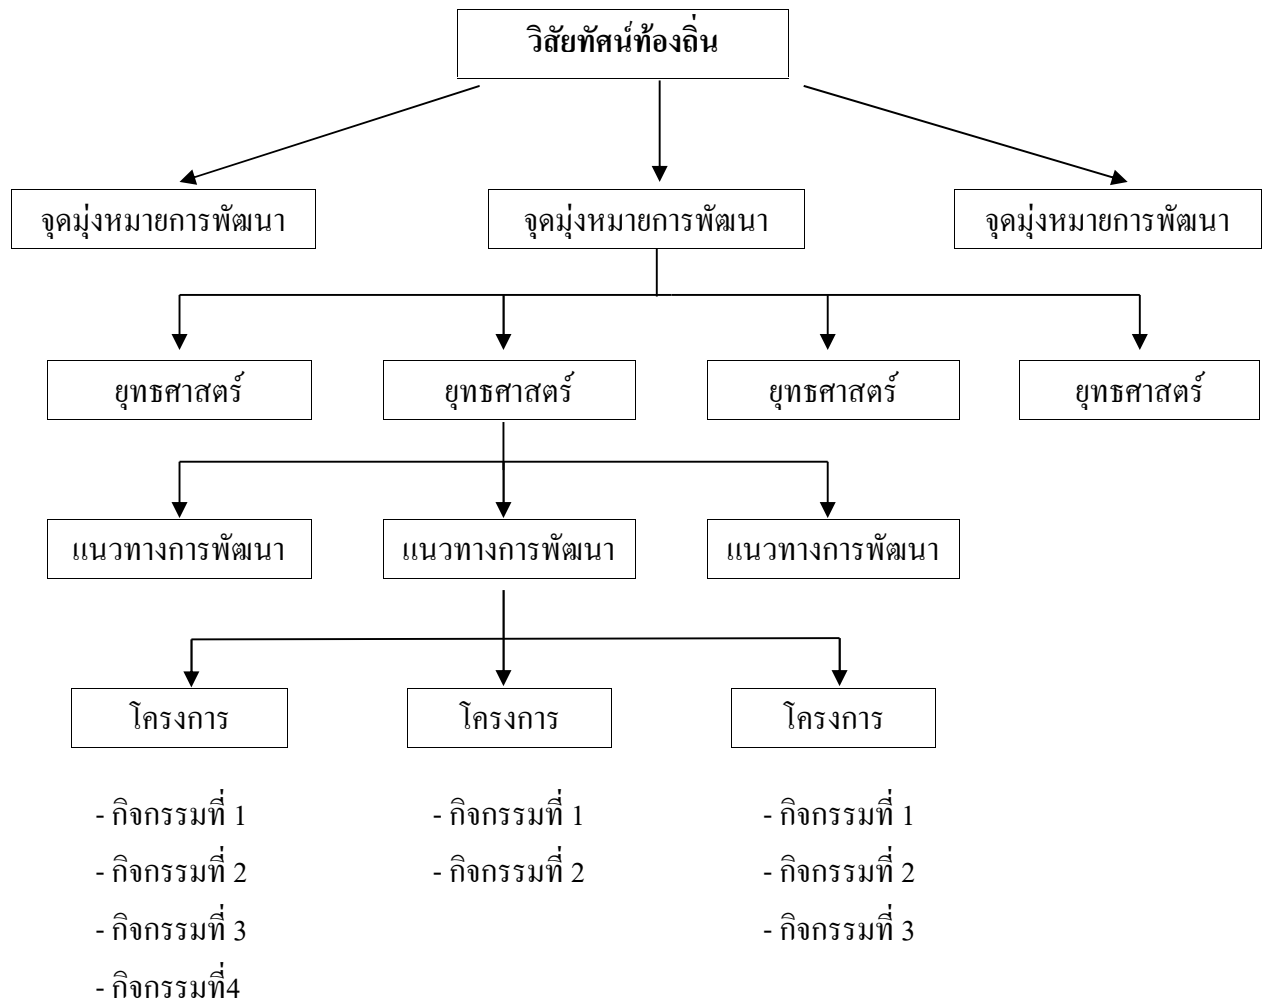 วิสัยทัศน์ท้องถิ่น
จุดมุ่งหมายการพัฒนา
จุดมุ่งหมายการพัฒนา
จุดมุ่งหมายการพัฒนา
ยุทธศาสตร์
ยุทธศาสตร์
ยุทธศาสตร์
ยุทธศาสตร์
แนวทางการพัฒนา
แนวทางการพัฒนา
แนวทางการพัฒนา
โครงการ
โครงการ
โครงการ
- กิจกรรมที่ 1
- กิจกรรมที่ 2
- กิจกรรมที่ 3
- กิจกรรมที่4
- กิจกรรมที่ 1
- กิจกรรมที่ 2
- กิจกรรมที่ 1
- กิจกรรมที่ 2
- กิจกรรมที่ 3